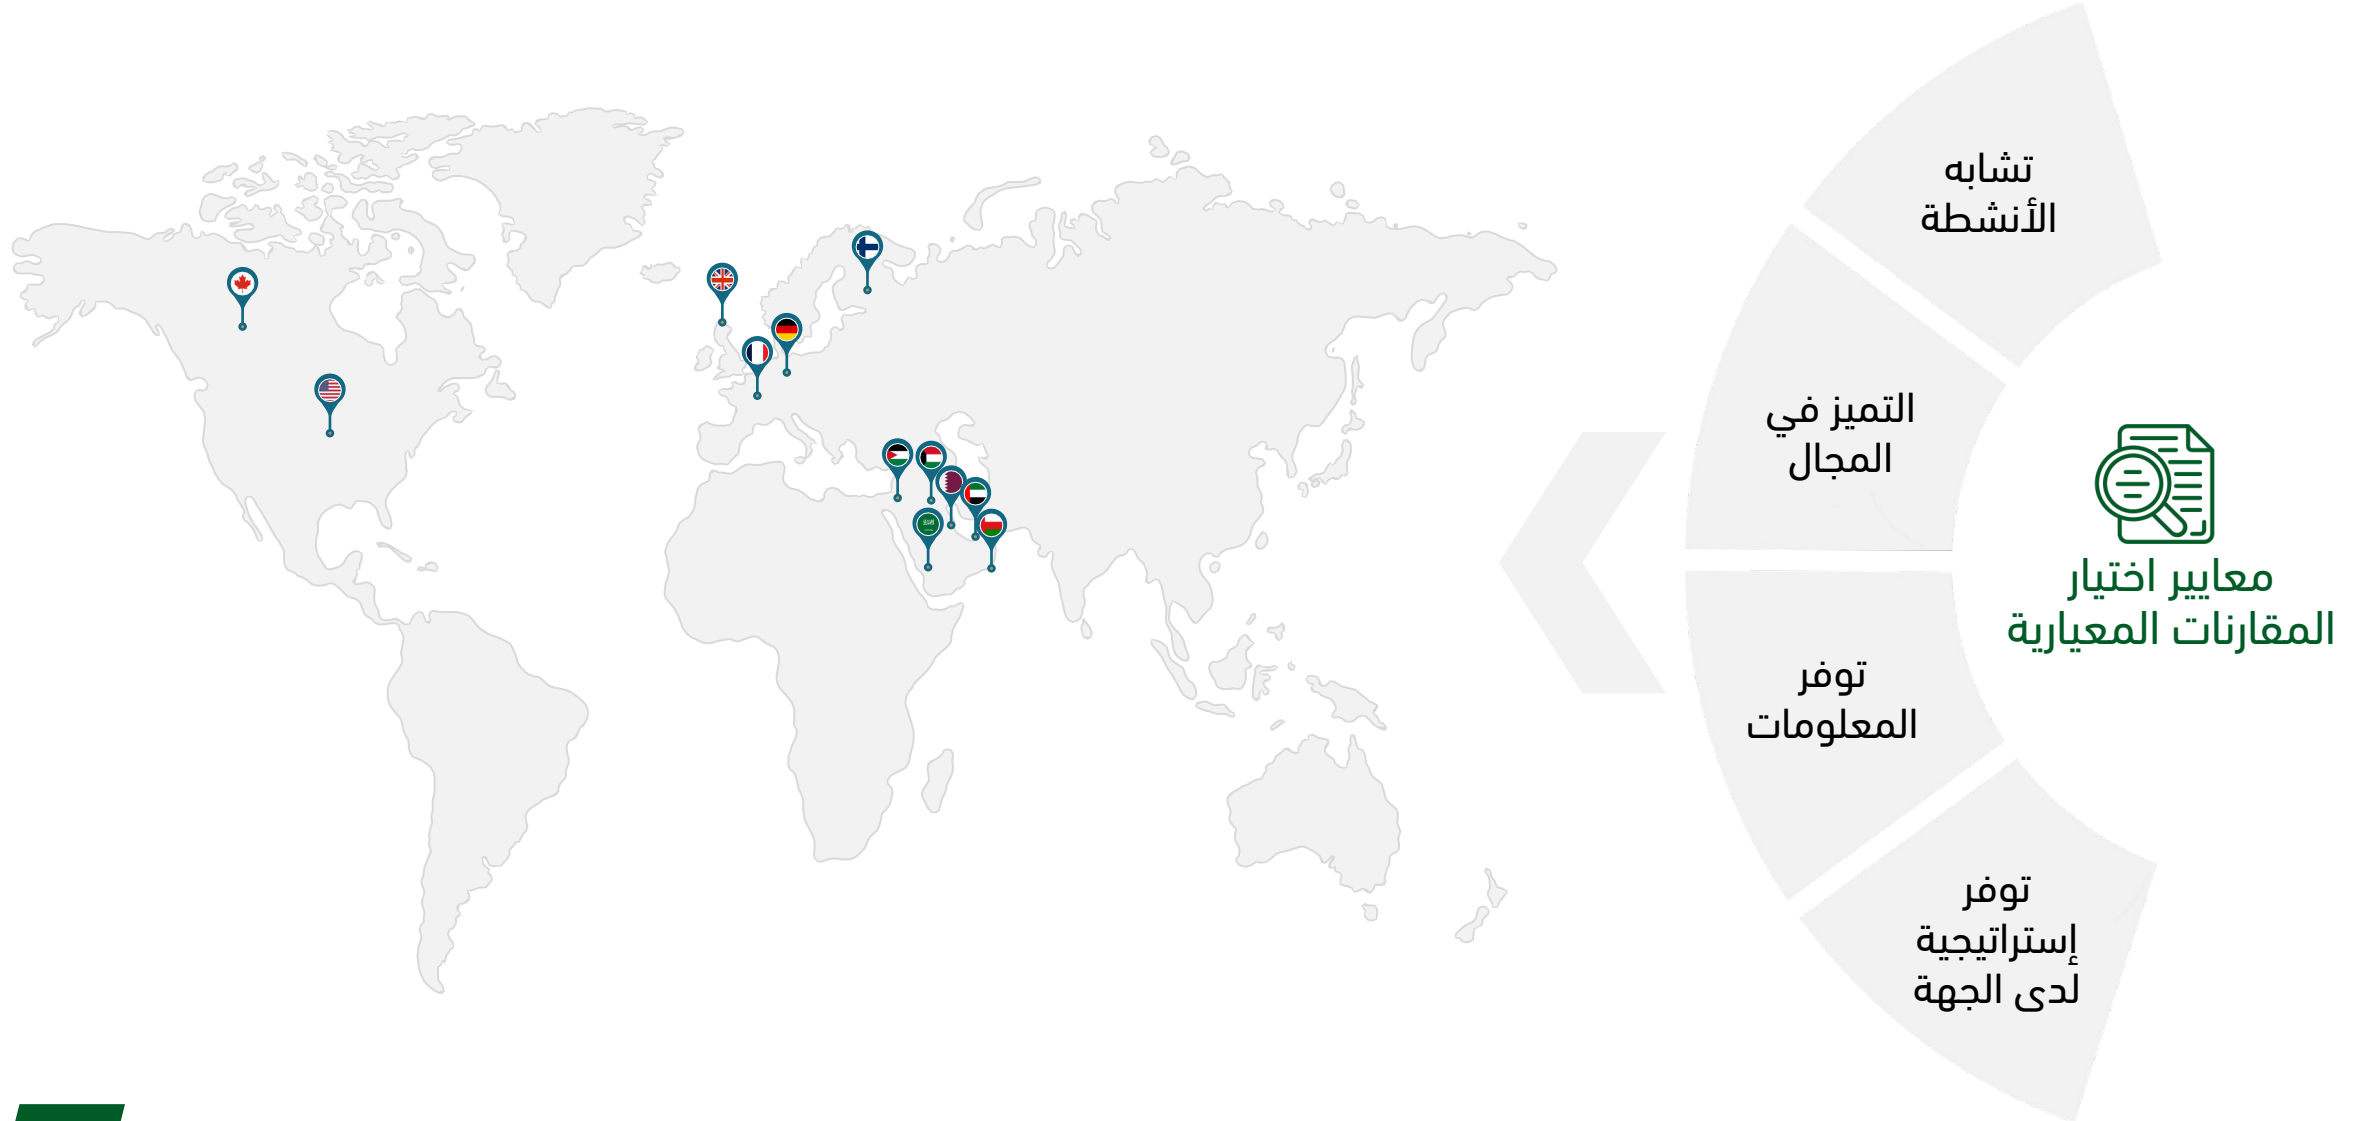 معايير اختيار
المقارنات المعيارية
تشابه
الأنشطة
التميز في
المجال
توفر
المعلومات
توفر
إستراتيجية
لدى الجهة